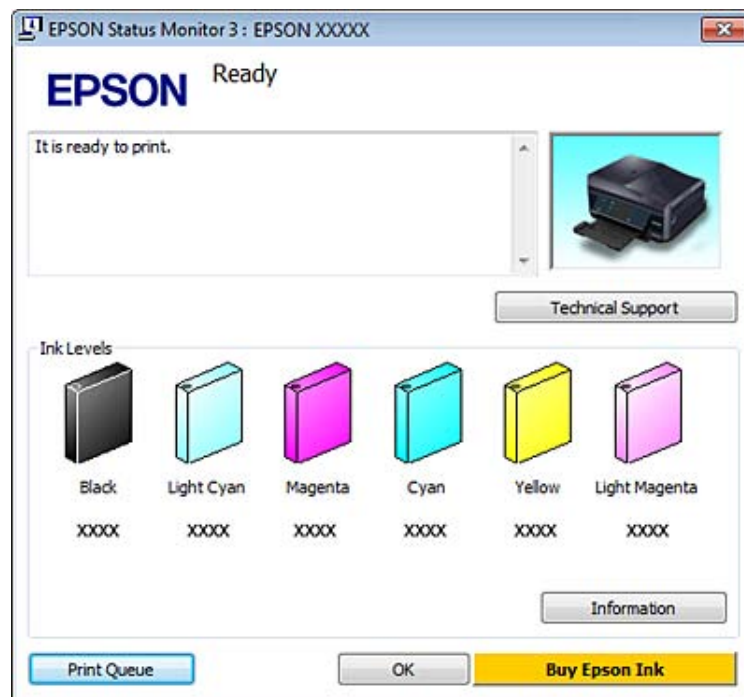 EPSON Status Monitor 3 : EPSON XXXXX
EPSON
Ready
It is ready to print.
Technical Support
Ink Levels
Black Light Cyan Magenta Cyan Yellow Light Magenta
XXXX XXXX XXXX XXXX XXXX XXXX
Information
Print Queue OK Buy Epson Ink